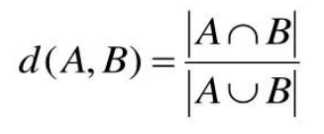 d(A, B) = |A ∩ B| / |A ∪ B|